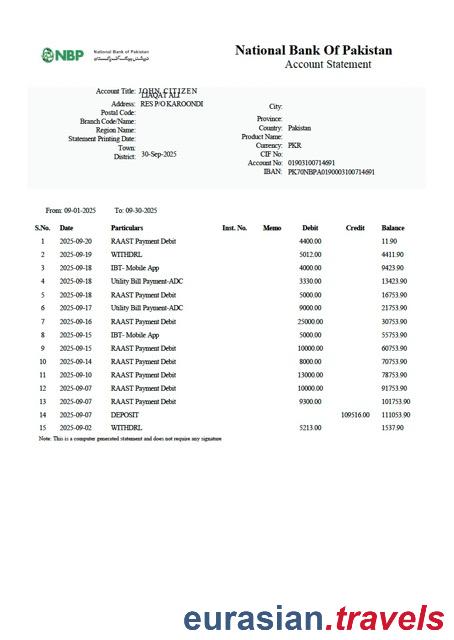 National Bank Of Pakistan
Account Statement
NBP
National Bank of Pakistan
نیشنل بینک آف پاکستان
Account Title: JOHN CITIZEN
LIAQAT ALI
Address: RES P/O KAROONDI
Postal Code:
Branch Code/Name:
Region Name:
Statement Printing Date:
Town:
District: 30-Sep-2025
City:
Province:
Country: Pakistan
Product Name:
Currency: PKR
CIF No:
Account No: 01903100714691
IBAN: PK70NBPA0190003100714691
From: 09-01-2025 To: 09-30-2025
S.No. Date Particulars Inst. No. Memo Debit Credit Balance
1 2025-09-20 RAAST Payment Debit 4400.00 11.90
2 2025-09-19 WITHDRL 5012.00 4411.90
3 2025-09-18 IBT- Mobile App 4000.00 9423.90
4 2025-09-18 Utility Bill Payment-ADC 3330.00 13423.90
5 2025-09-18 RAAST Payment Debit 5000.00 16753.90
6 2025-09-17 Utility Bill Payment-ADC 9000.00 21753.90
7 2025-09-16 RAAST Payment Debit 25000.00 30753.90
8 2025-09-15 IBT- Mobile App 5000.00 55753.90
9 2025-09-15 RAAST Payment Debit 10000.00 60753.90
10 2025-09-14 RAAST Payment Debit 8000.00 70753.90
11 2025-09-10 RAAST Payment Debit 13000.00 78753.90
12 2025-09-07 RAAST Payment Debit 10000.00 91753.90
13 2025-09-07 RAAST Payment Debit 9300.00 101753.90
14 2025-09-07 DEPOSIT 109516.00 111053.90
15 2025-09-02 WITHDRL 5213.00 1537.90
Note: This is a computer generated statement and does not require any signature
eurasian.travels